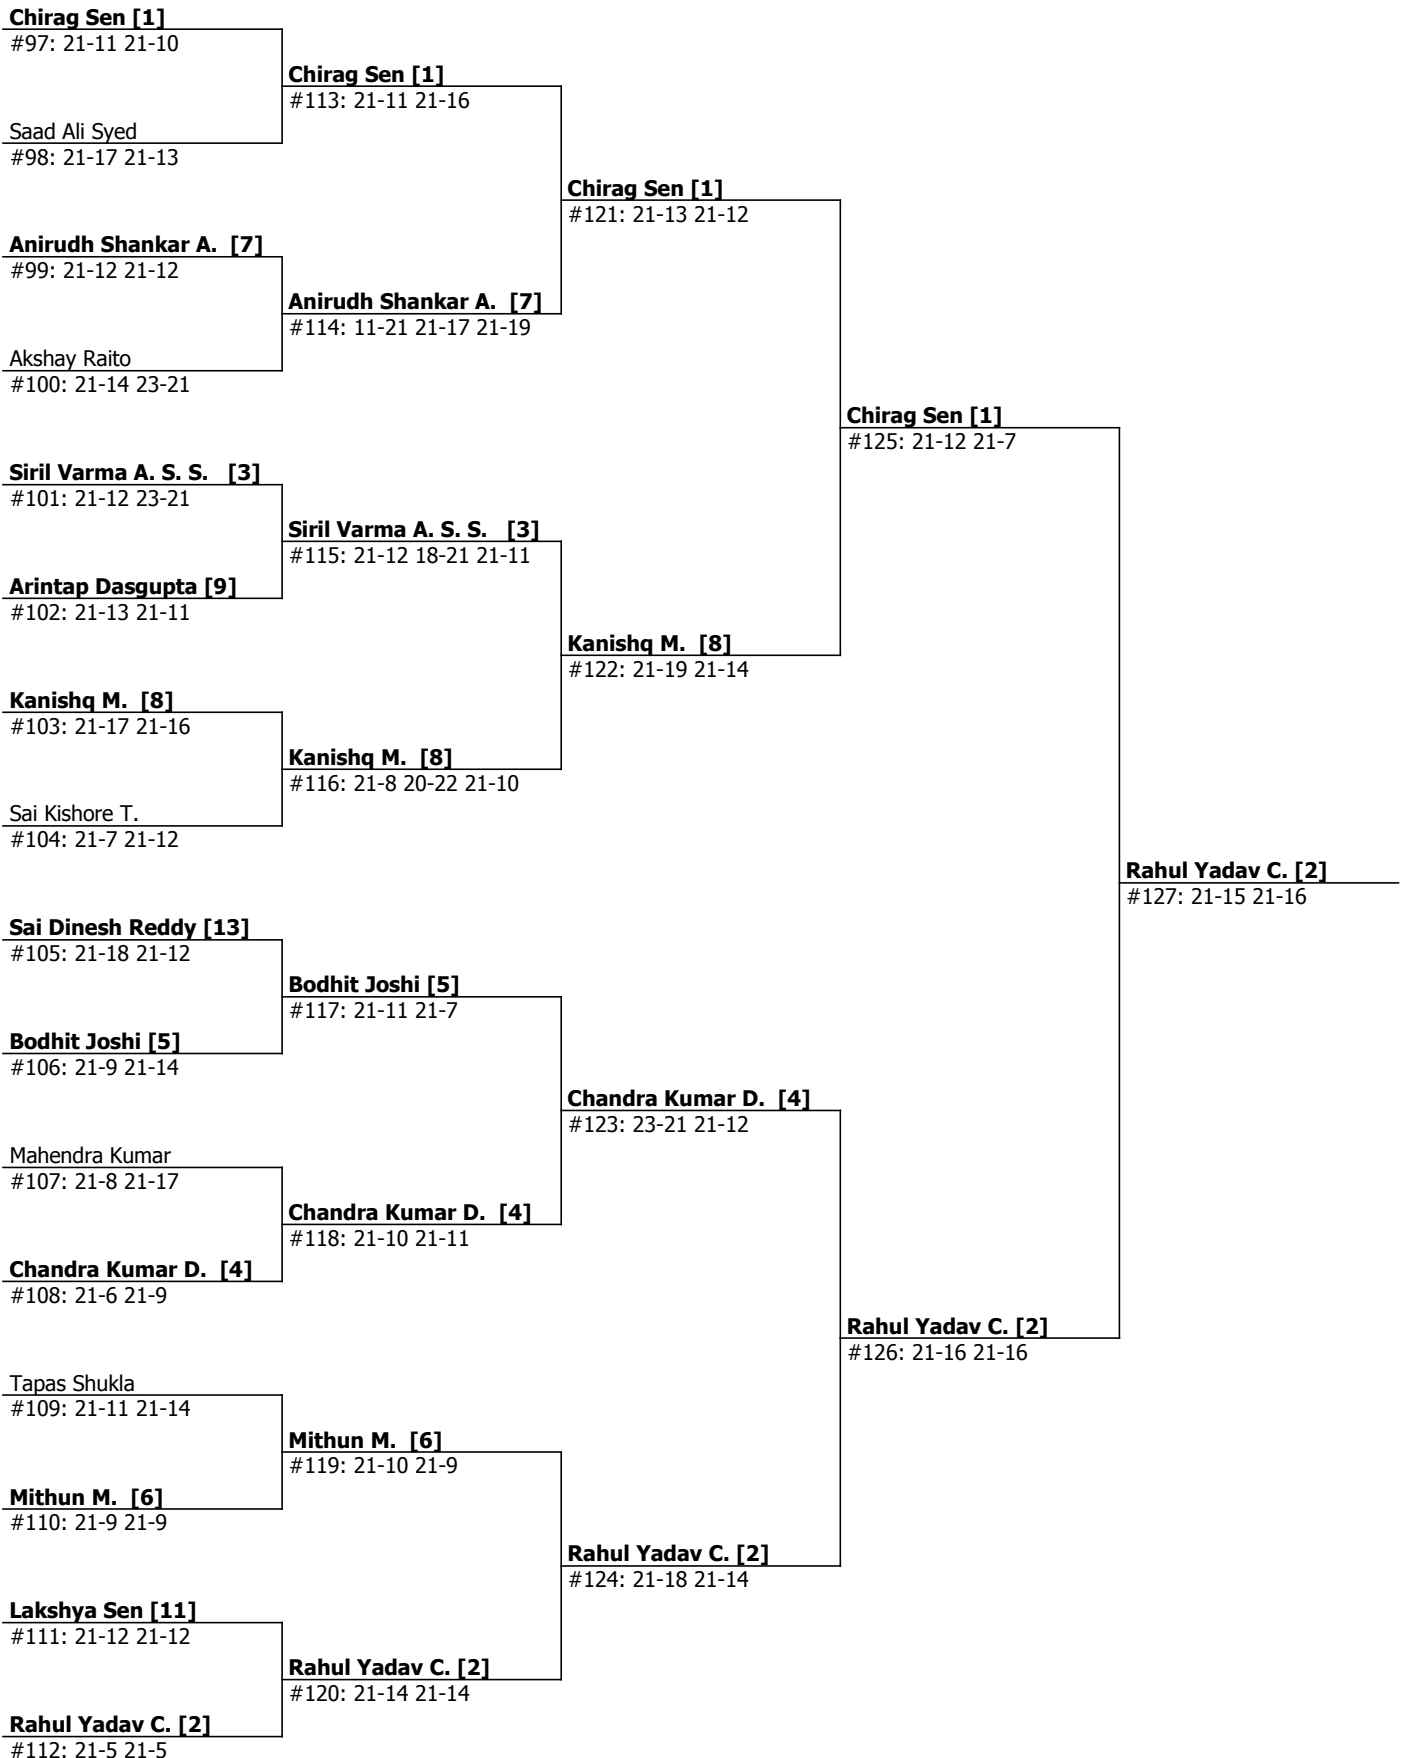 Chirag Sen [1]
#97: 21-11 21-10
Chirag Sen [1]
#113: 21-11 21-16
Saad Ali Syed
#98: 21-17 21-13
Chirag Sen [1]
#121: 21-13 21-12
Anirudh Shankar A. [7]
#99: 21-12 21-12
Anirudh Shankar A. [7]
#114: 11-21 21-17 21-19
Akshay Raito
#100: 21-14 23-21
Chirag Sen [1]
#125: 21-12 21-7
Siril Varma A. S. S. [3]
#101: 21-12 23-21
Siril Varma A. S. S. [3]
#115: 21-12 18-21 21-11
Arintap Dasgupta [9]
#102: 21-13 21-11
Kanishq M. [8]
#122: 21-19 21-14
Kanishq M. [8]
#103: 21-17 21-16
Kanishq M. [8]
#116: 21-8 20-22 21-10
Sai Kishore T.
#104: 21-7 21-12
Rahul Yadav C. [2]
#127: 21-15 21-16
Sai Dinesh Reddy [13]
#105: 21-18 21-12
Bodhit Joshi [5]
#117: 21-11 21-7
Bodhit Joshi [5]
#106: 21-9 21-14
Chandra Kumar D. [4]
#123: 23-21 21-12
Mahendra Kumar
#107: 21-8 21-17
Chandra Kumar D. [4]
#118: 21-10 21-11
Chandra Kumar D. [4]
#108: 21-6 21-9
Rahul Yadav C. [2]
#126: 21-16 21-16
Tapas Shukla
#109: 21-11 21-14
Mithun M. [6]
#119: 21-10 21-9
Mithun M. [6]
#110: 21-9 21-9
Rahul Yadav C. [2]
#124: 21-18 21-14
Lakshya Sen [11]
#111: 21-12 21-12
Rahul Yadav C. [2]
#120: 21-14 21-14
Rahul Yadav C. [2]
#112: 21-5 21-5